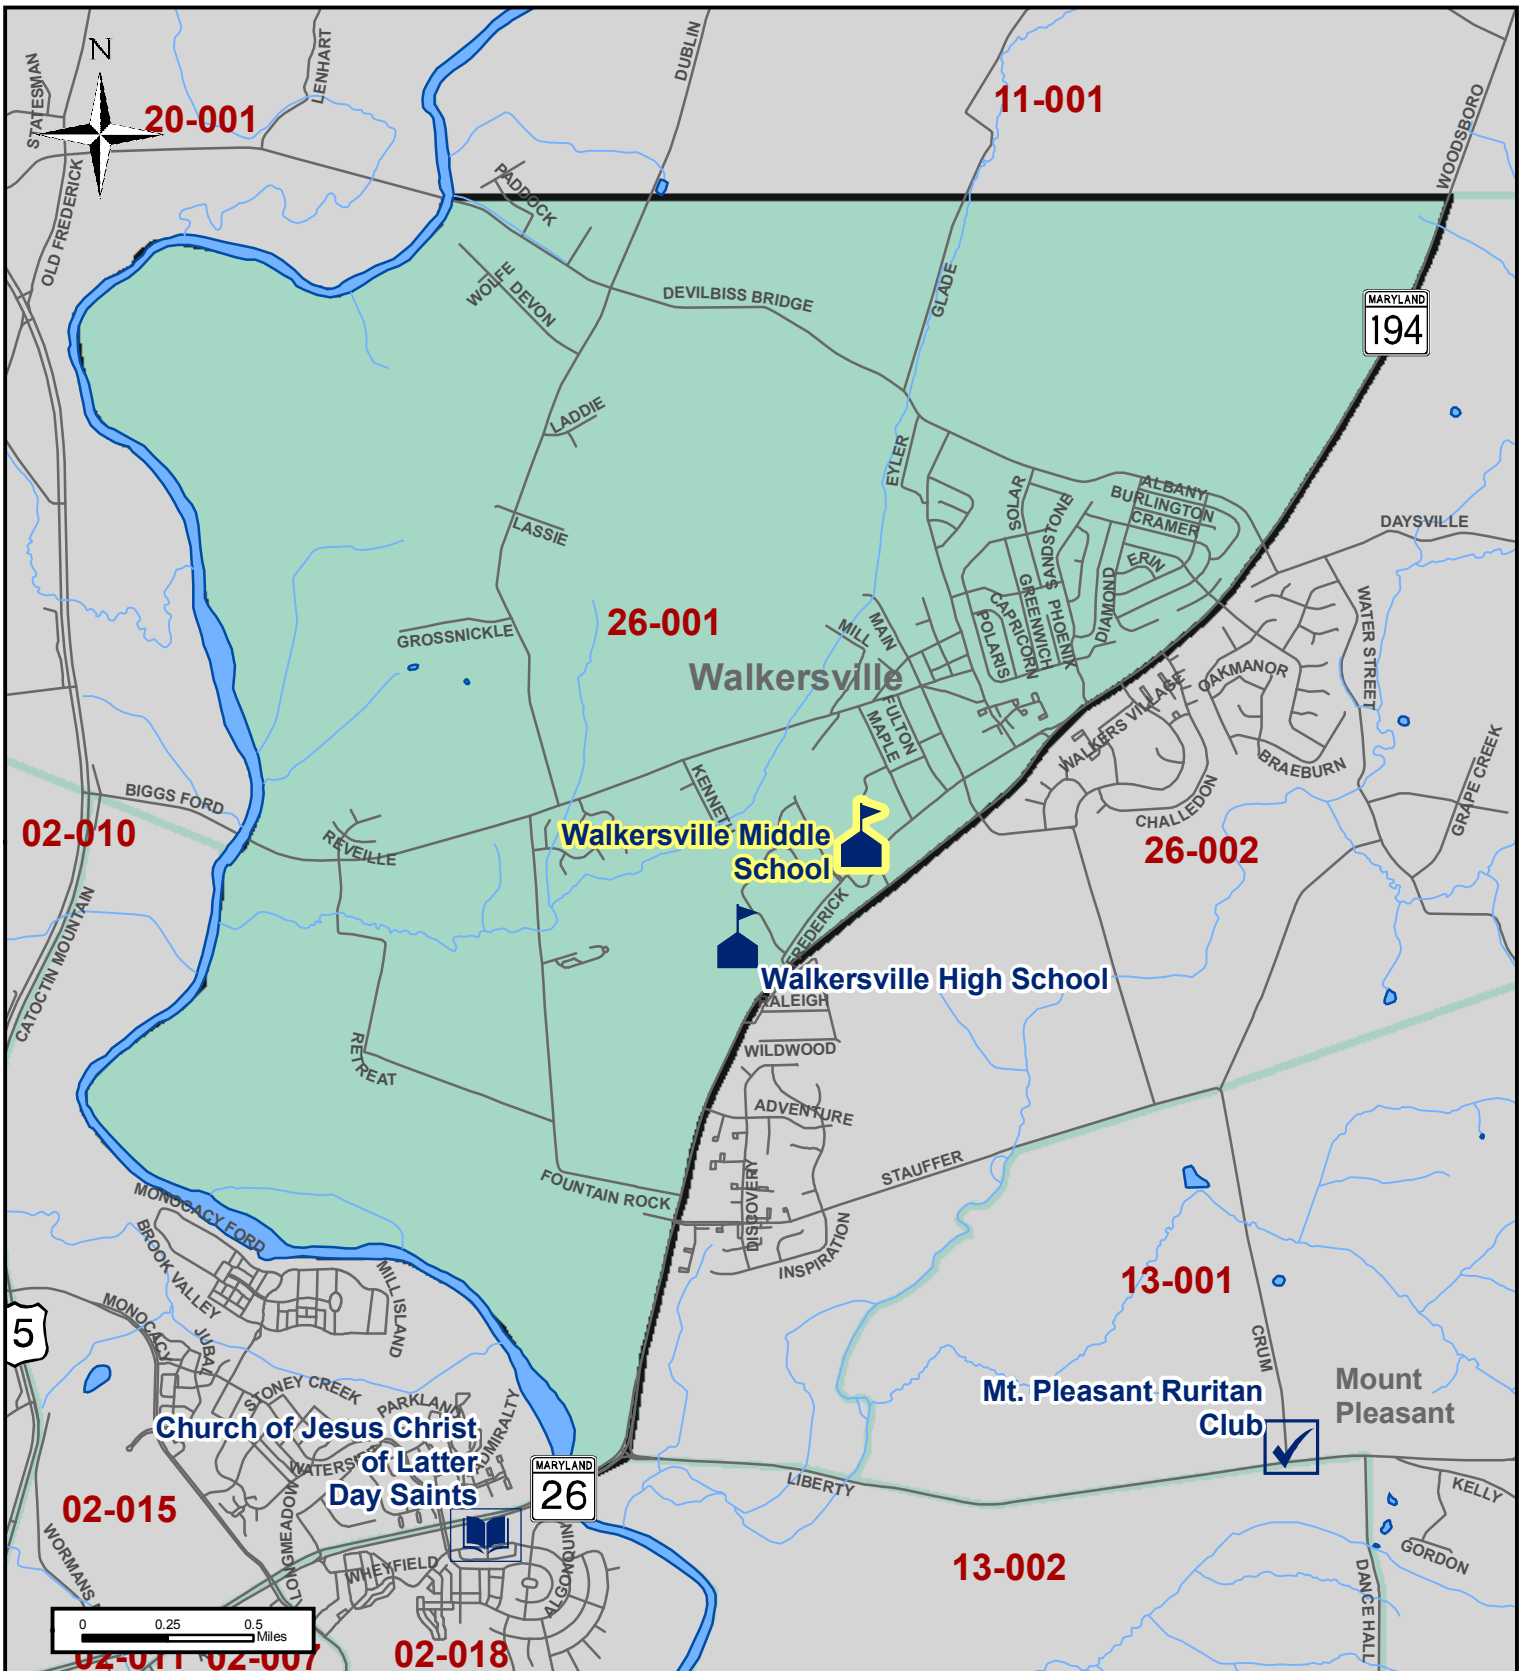 N
STATESMAN
LENHART
DUBLIN
20-001
11-001
WOODSBORO
OLD FREDERICK
PADDOCK
WOLFE
DEVON
DEVILBISS BRIDGE
GLADE
MARYLAND
194
LADDIE
EYLER
LASSIE
SOLAR
SANDSTONE
ALBANY
BURLINGTON
CRAMER
DAYSVILLE
ERIN
GROSSNICKLE
26-001
MILL
MAIN
POLARIS
CAPRICORN
GREENWICH
PHOENIX
DIAMOND
WATER STREET
Walkersville
OAKMANOR
WALKERS VILLAGE
FULTON
MAPLE
BRAEBURN
GRAPE CREEK
BIGGS FORD
KENNETH
CHALLEDON
02-010
REVEILLE
Walkersville Middle
School
26-002
FREDERICK
CATOCTIN MOUNTAIN
Walkersville High School
RALEIGH
WILDWOOD
RETREAT
ADVENTURE
STAUFFER
FOUNTAIN ROCK
DISCOVERY
INSPIRATION
MONOCACY FORD
BROOK VALLEY
MILL ISLAND
13-001
MONOCACY
JUBAL
5
CRUM
Mount
Pleasant
STONEY CREEK
PARKLAND
ADMIRALTY
Mt. Pleasant Ruritan
Club
Church of Jesus Christ
of Latter
Day Saints
MARYLAND
26
LIBERTY
KELLY
02-015
LONGMEADOW
WORMANS
WHEYFIELD
ALGONQUIN
13-002
GORDON
DANCE HALL
0 0.25 0.5
Miles
02-011 02-007
02-018